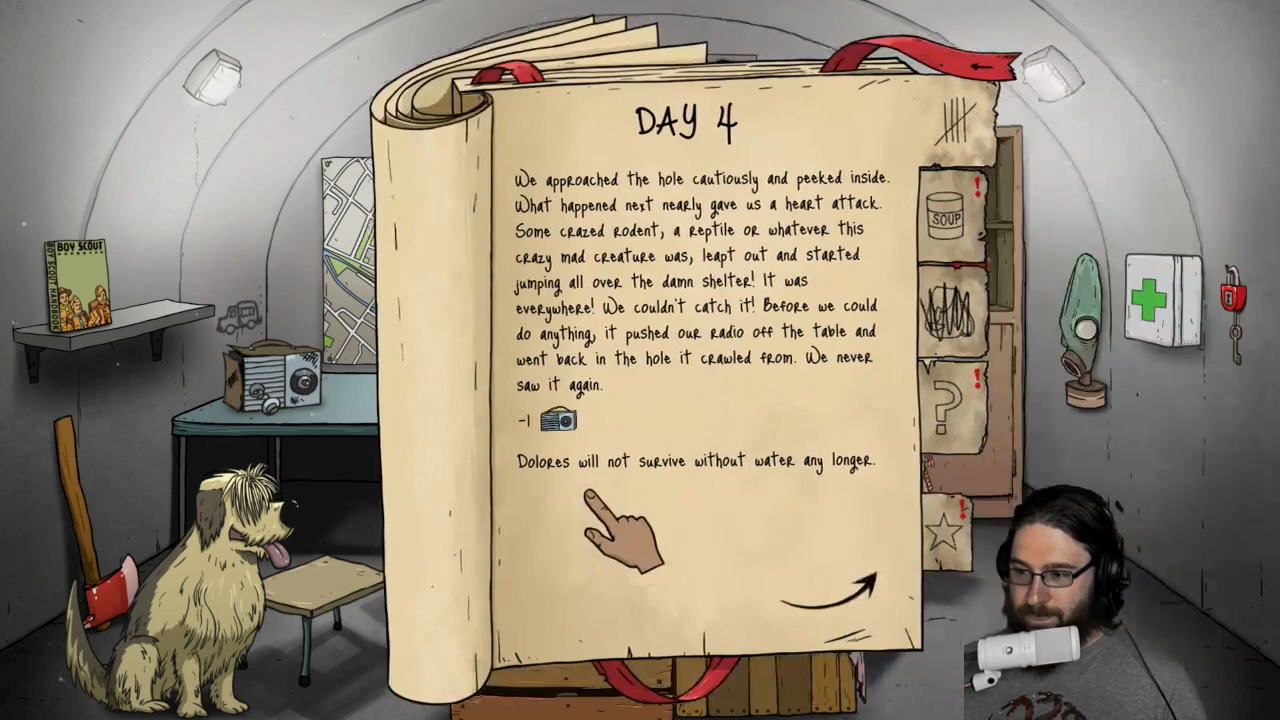 DAY 4
We approached the hole cautiously and peeked inside.
What happened next nearly gave us a heart attack.
Some crazed rodent, a reptile or whatever this
crazy mad creature was, leapt out and started
jumping all over the damn shelter! It was
everywhere! We couldn't catch it! Before we could
do anything, it pushed our radio off the table and
went back in the hole it crawled from. We never
saw it again.
-1
Dolores will not survive without water any longer.
!
SOUP
!
?
!
BOY SCOUT
HANDBOOK
BOY SCOUT HANDBOOK